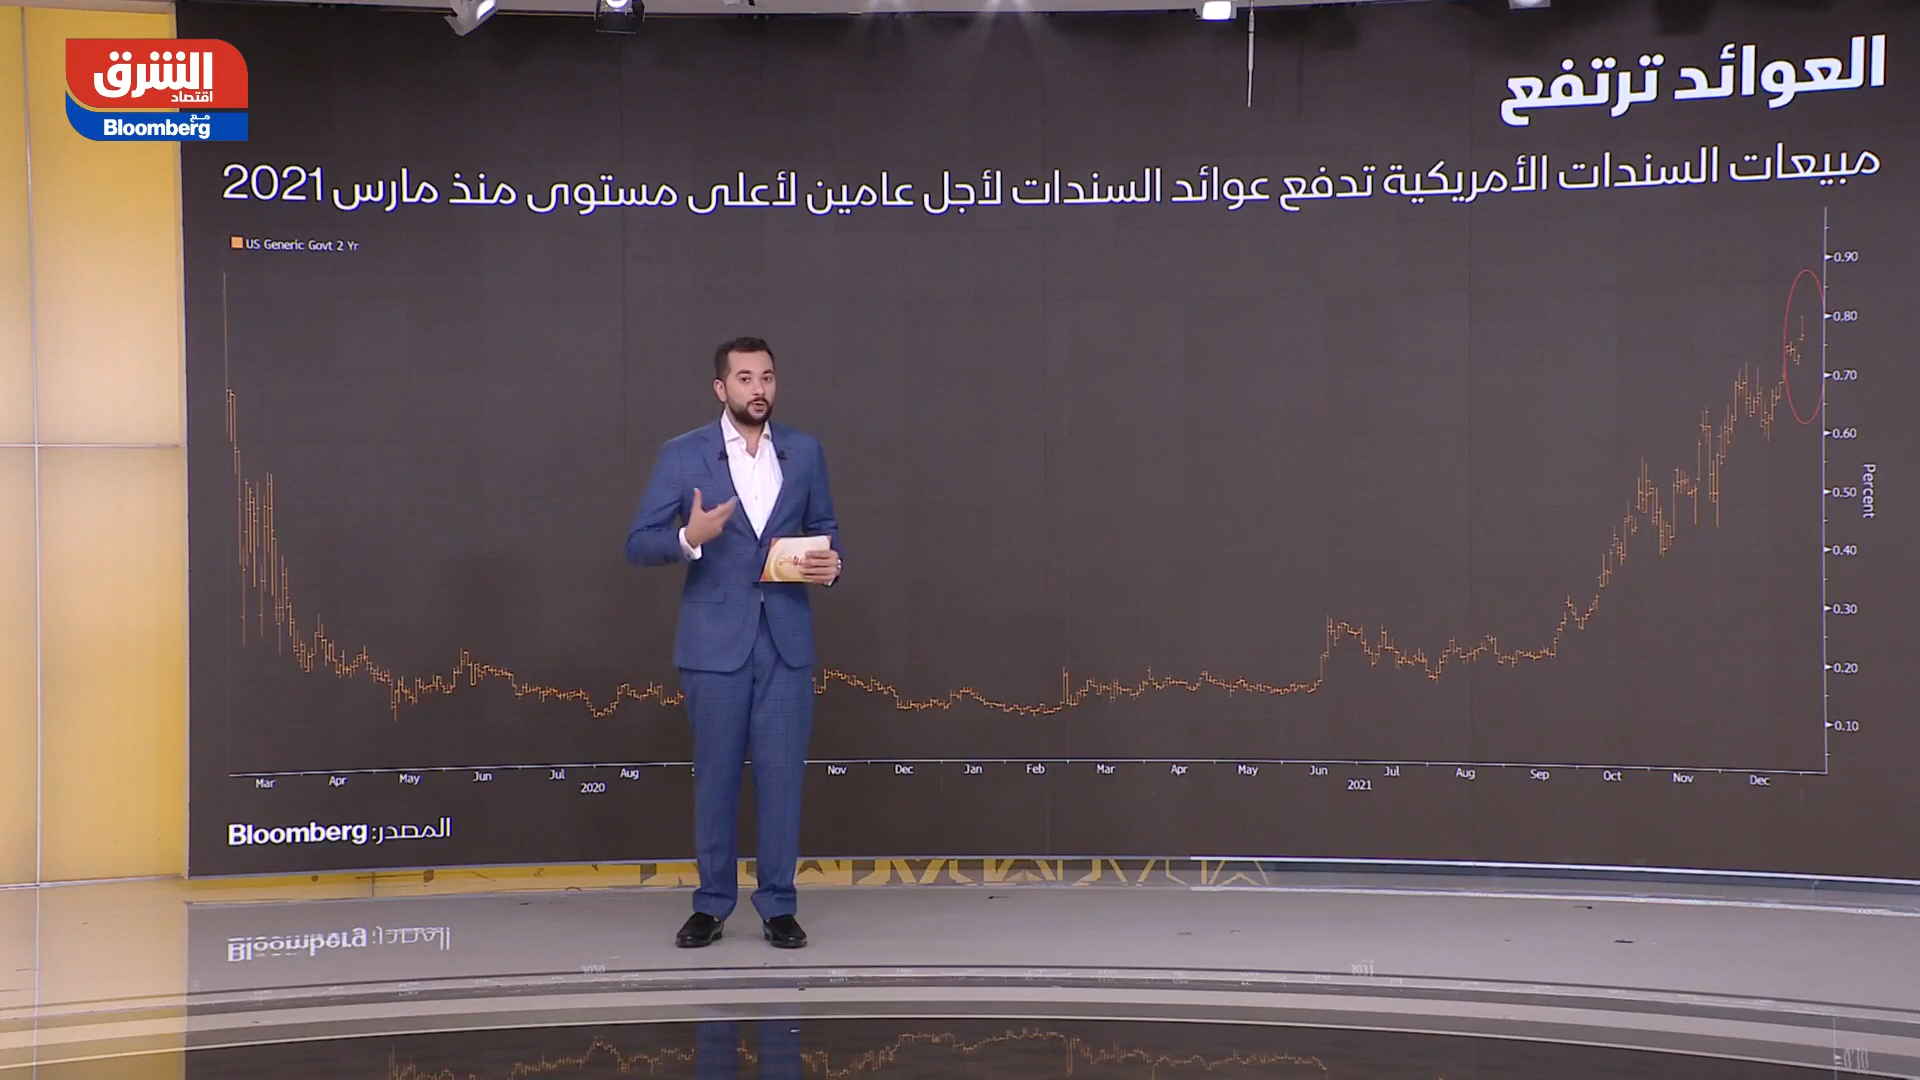 الشرق
اقتصاد
مع
Bloomberg
العوائد ترتفع
مبيعات السندات الأمريكية تدفع عوائد السندات لأجل عامين لأعلى مستوى منذ مارس 2021
US Generic Govt 2 Yr
0.90
0.80
0.70
0.60
0.50
0.40
0.30
0.20
0.10
Percent
Mar Apr May Jun Jul Aug Nov Dec Jan Feb Mar Apr May Jun Jul Aug Sep Oct Nov Dec
2020 2021
المصدر: Bloomberg